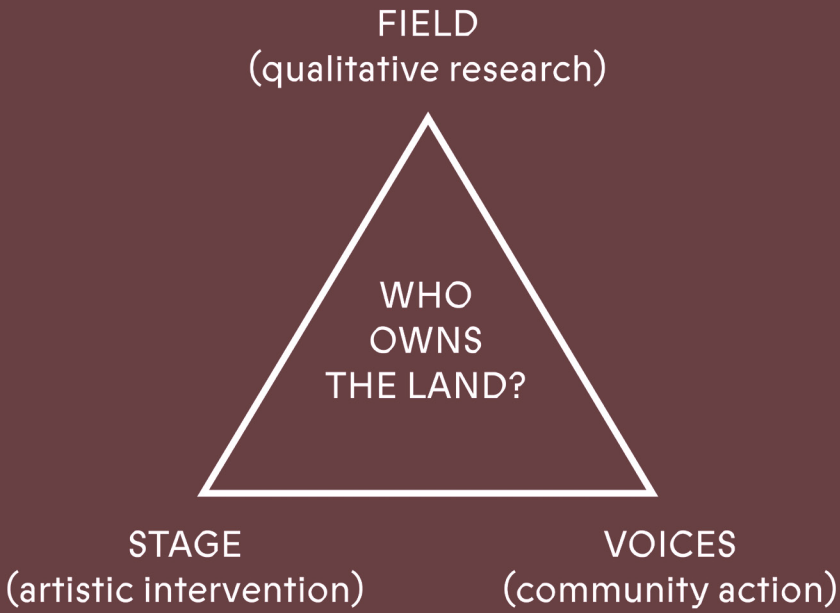 FIELD
(qualitative research)
WHO
OWNS
THE LAND?
STAGE
(artistic intervention)
VOICES
(community action)